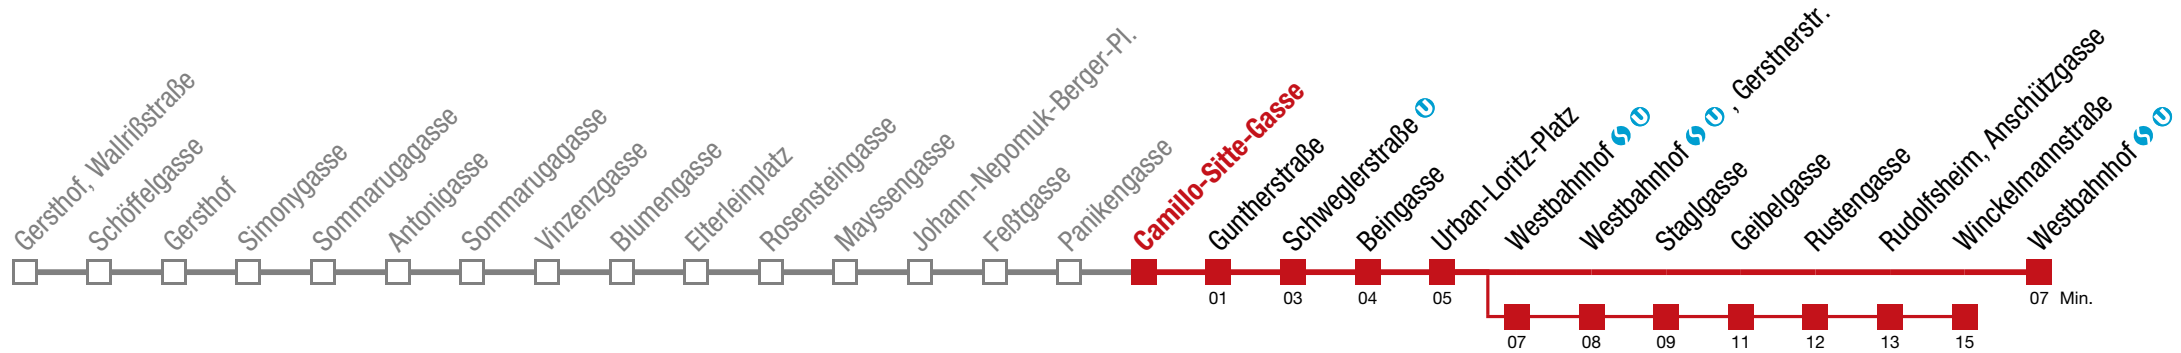 Gersthof, Wallrißstraße
Schöffelgasse
Gersthof
Simonygasse
Sommarugagasse
Antonigasse
Sommarugagasse
Vinzenzgasse
Blumengasse
Elterleinplatz
Rosensteingasse
Mayssengasse
Johann-Nepomuk-Berger-Pl.
Feßtgasse
Panikengasse
Camillo-Sitte-Gasse
Guntherstraße
Schweglerstraße U
Beingasse
Urban-Loritz-Platz
Westbahnhof S U
Westbahnhof S U , Gerstnerstr.
Staglgasse
Geibelgasse
Rustengasse
Rudolfsheim, Anschützgasse
Winckelmannstraße
Westbahnhof S U
01 03 04 05 07 Min.
07 08 09 11 12 13 15